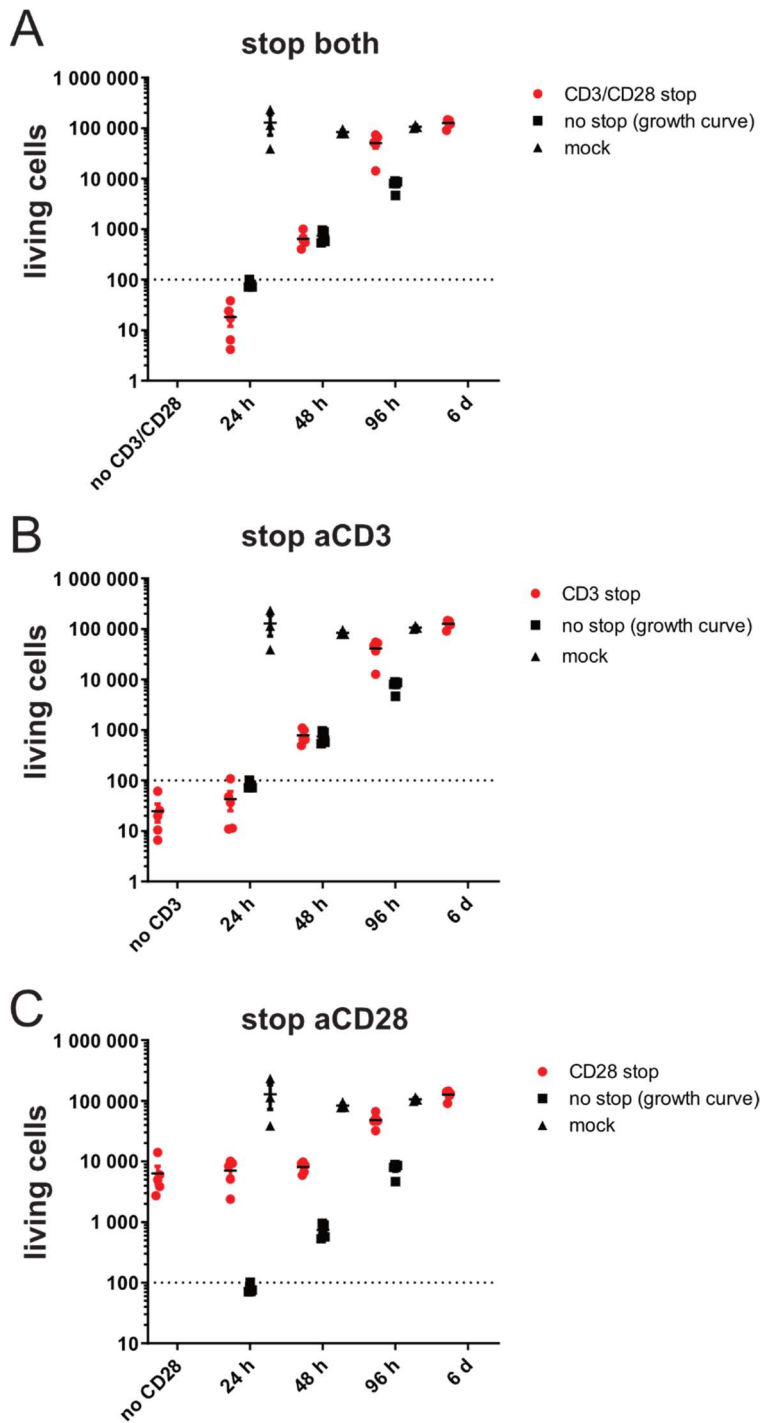 A
stop both
1 000 000
100 000
10 000
1 000
100
10
1
living cells
no CD3/CD28
24 h
48 h
96 h
6 d
CD3/CD28 stop
no stop (growth curve)
mock
B
stop aCD3
1 000 000
100 000
10 000
1 000
100
10
1
living cells
no CD3
24 h
48 h
96 h
6 d
CD3 stop
no stop (growth curve)
mock
C
stop aCD28
1 000 000
100 000
10 000
1 000
100
10
living cells
no CD28
24 h
48 h
96 h
6 d
CD28 stop
no stop (growth curve)
mock